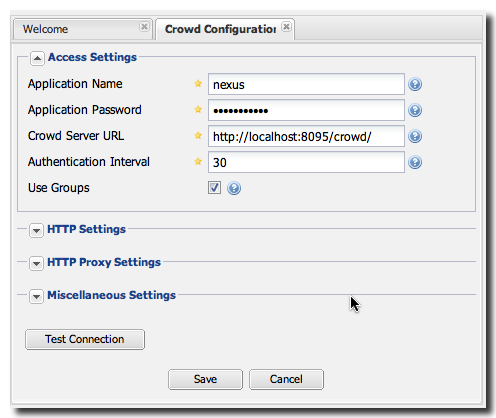 Welcome
Crowd Configuration
Access Settings
Application Name nexus
Application Password •••••••••••
Crowd Server URL http://localhost:8095/crowd/
Authentication Interval 30
Use Groups
HTTP Settings
HTTP Proxy Settings
Miscellaneous Settings
Test Connection
Save Cancel